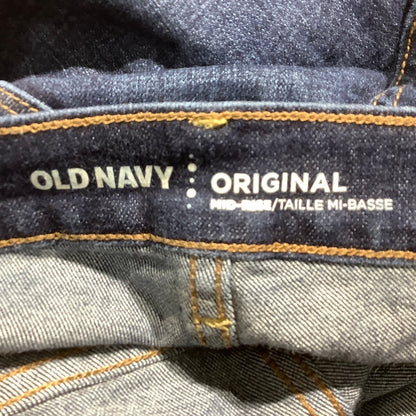 OLD NAVY
ORIGINAL
MID-RISE/TAILLE Mi-BASSE